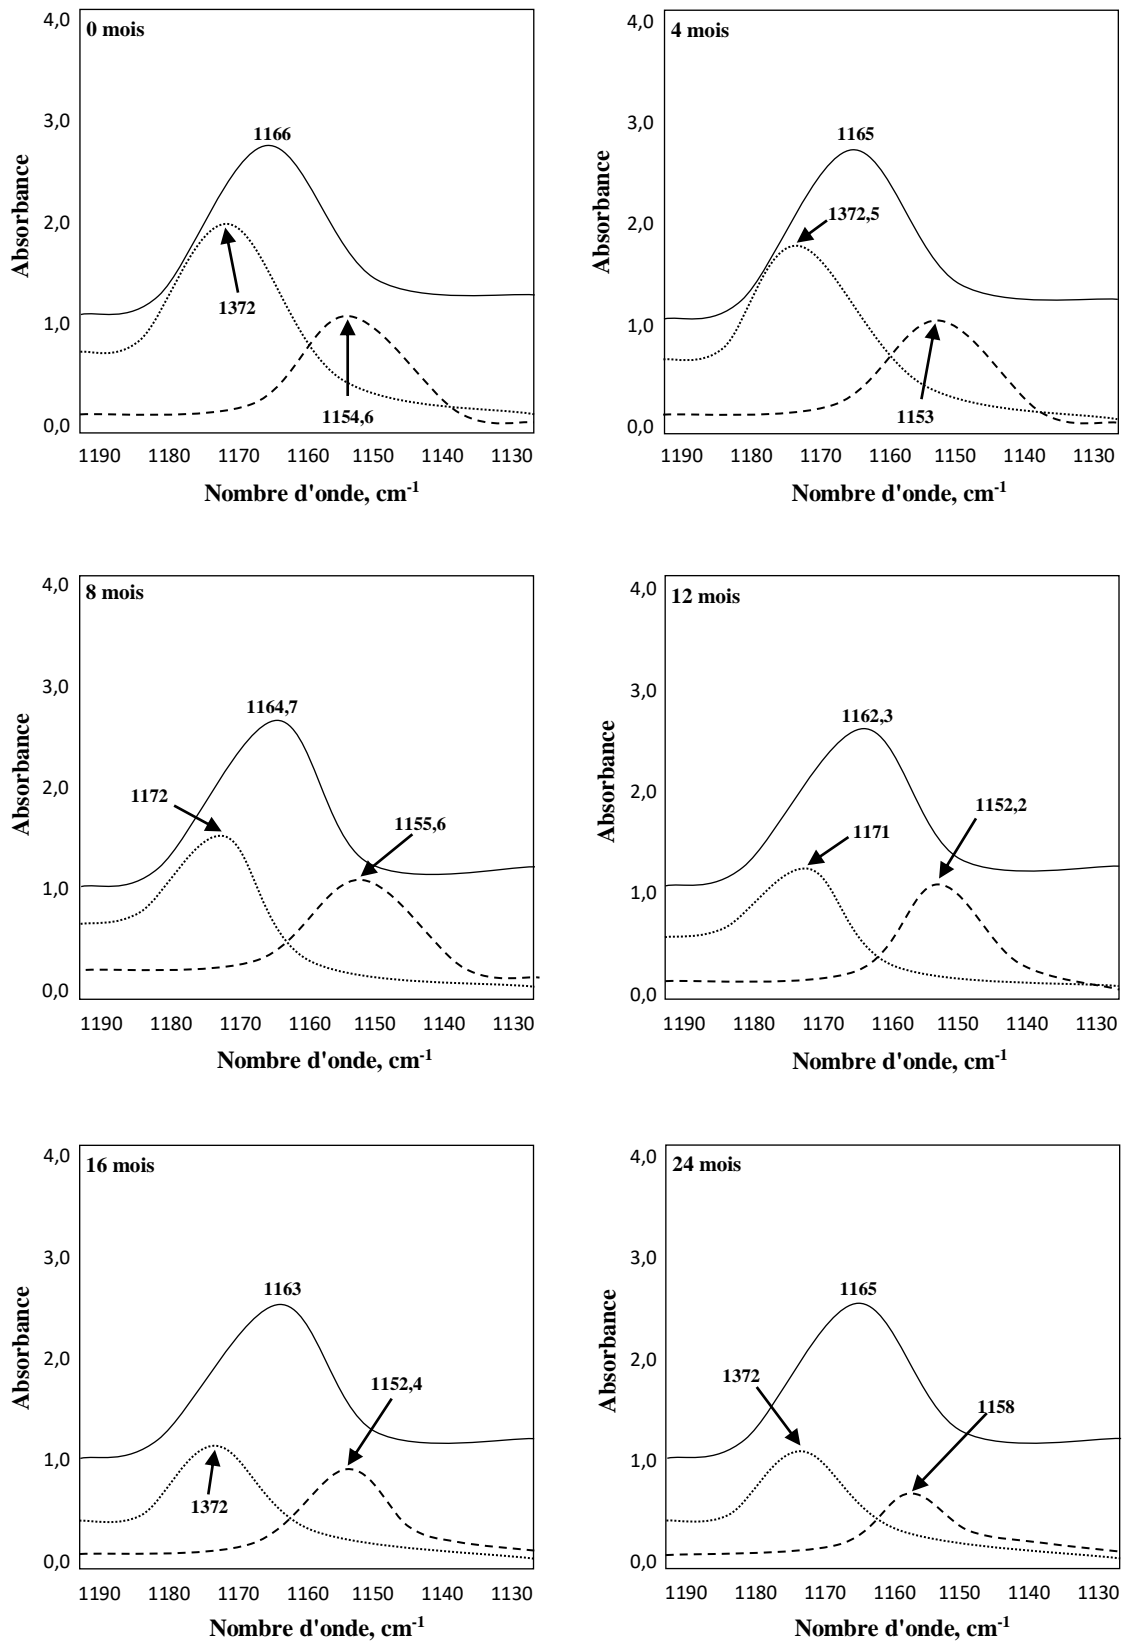 0 mois
4,0
3,0
2,0
1,0
0,0
Absorbance
1166
1372
1154,6
1190 1180 1170 1160 1150 1140 1130
Nombre d'onde, cm-1
4 mois
4,0
3,0
2,0
1,0
0,0
Absorbance
1165
1372,5
1153
1190 1180 1170 1160 1150 1140 1130
Nombre d'onde, cm-1
8 mois
4,0
3,0
2,0
1,0
0,0
Absorbance
1164,7
1172
1155,6
1190 1180 1170 1160 1150 1140 1130
Nombre d'onde, cm-1
12 mois
4,0
3,0
2,0
1,0
0,0
Absorbance
1162,3
1152,2
1171
1190 1180 1170 1160 1150 1140 1130
Nombre d'onde, cm-1
16 mois
4,0
3,0
2,0
1,0
0,0
Absorbance
1163
1152,4
1372
1190 1180 1170 1160 1150 1140 1130
Nombre d'onde, cm-1
24 mois
4,0
3,0
2,0
1,0
0,0
Absorbance
1165
1372
1158
1190 1180 1170 1160 1150 1140 1130
Nombre d'onde, cm-1